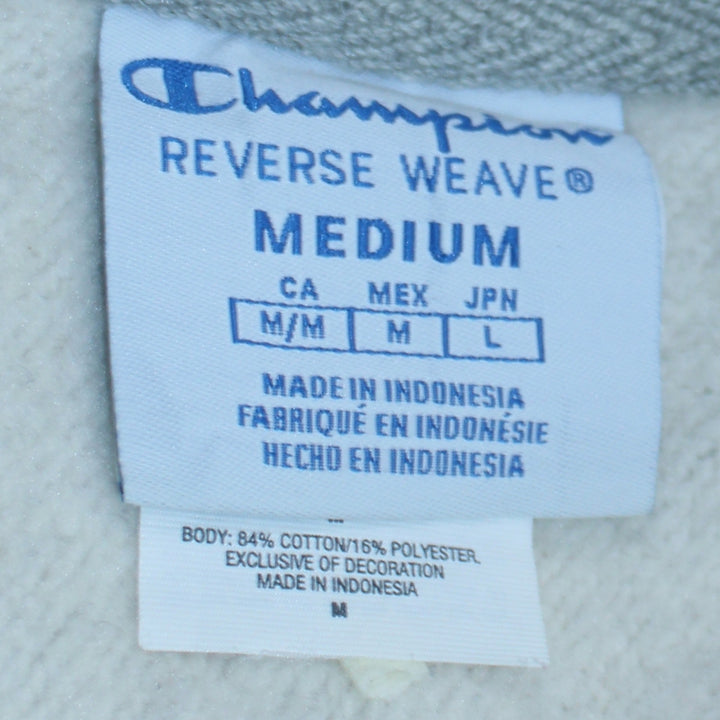 Champion
REVERSE WEAVE®
MEDIUM
CA MEX JPN
M/M M L
MADE IN INDONESIA
FABRIQUÉ EN INDONÉSIE
HECHO EN INDONESIA
BODY: 84% COTTON/16% POLYESTER.
EXCLUSIVE OF DECORATION
MADE IN INDONESIA
M